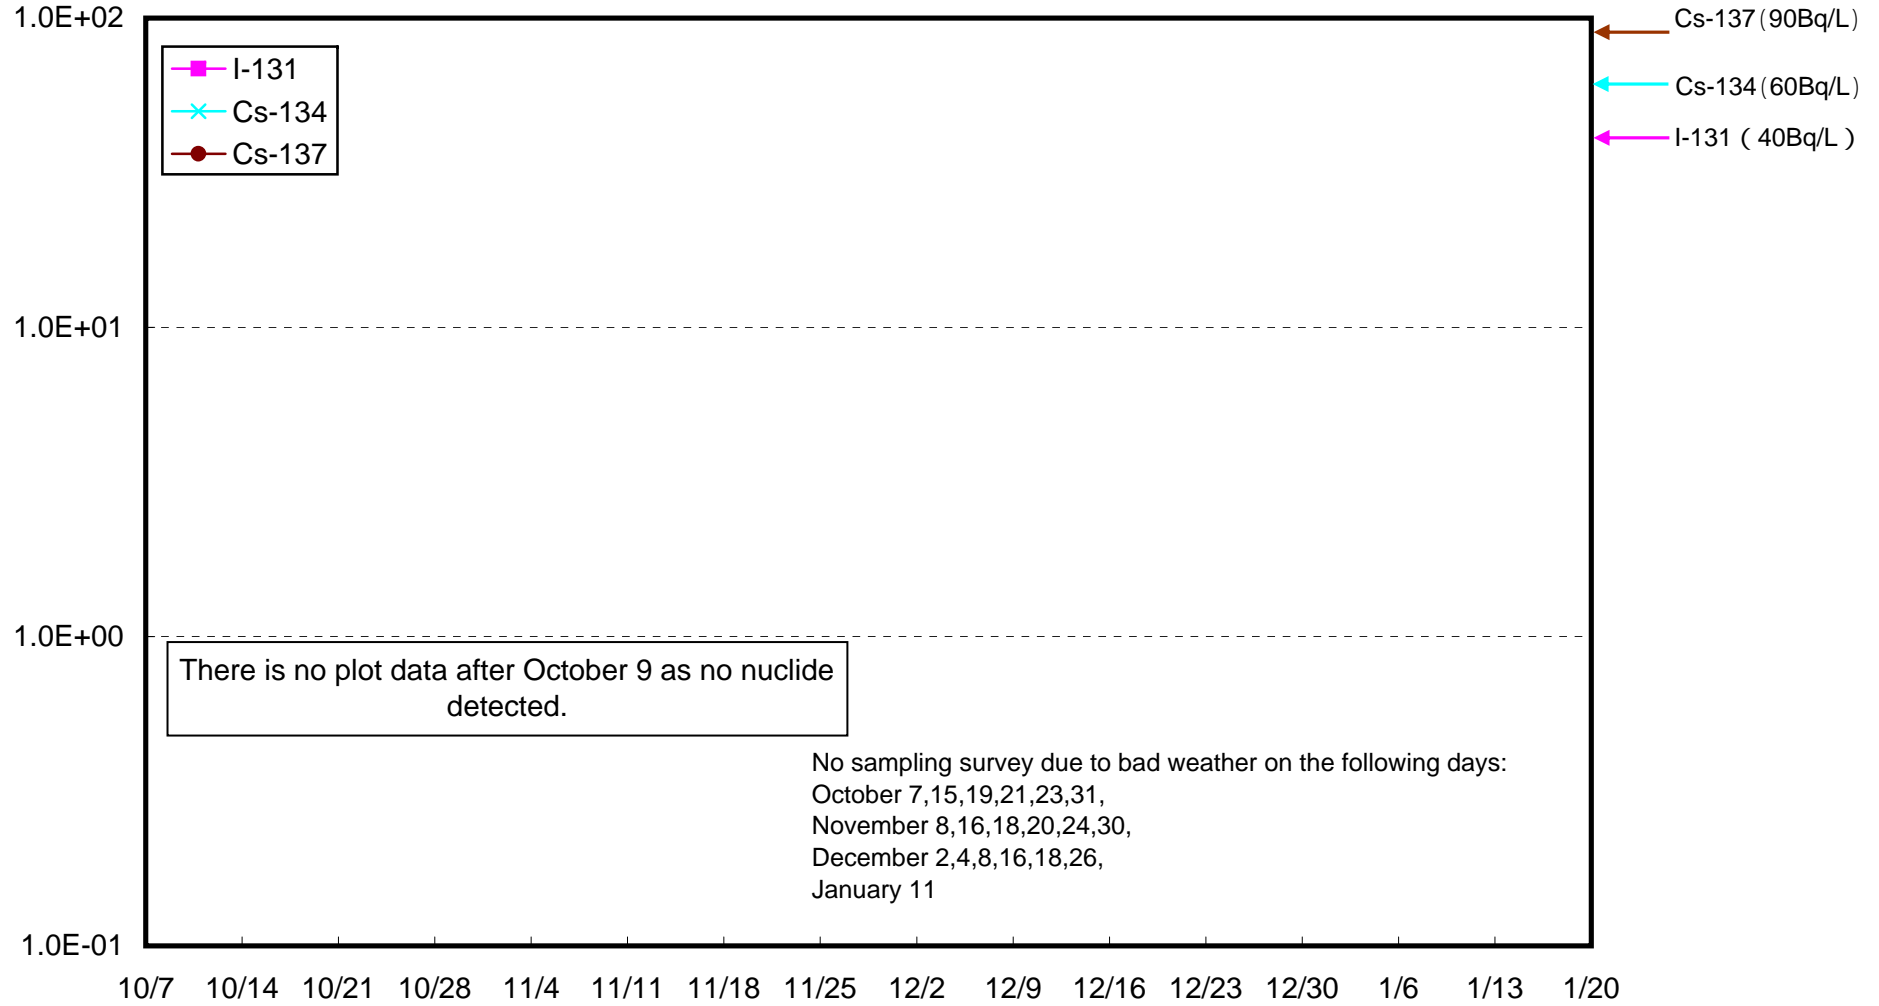 1.0E+02
1.0E+01
1.0E+00
1.0E-01
I-131
Cs-134
Cs-137
Cs-137(90Bq/L)
Cs-134(60Bq/L)
I-131 ( 40Bq/L )
There is no plot data after October 9 as no nuclide
detected.
No sampling survey due to bad weather on the following days:
October 7,15,19,21,23,31,
November 8,16,18,20,24,30,
December 2,4,8,16,18,26,
January 11
10/7 10/14 10/21 10/28 11/4 11/11 11/18 11/25 12/2 12/9 12/16 12/23 12/30 1/6 1/13 1/20